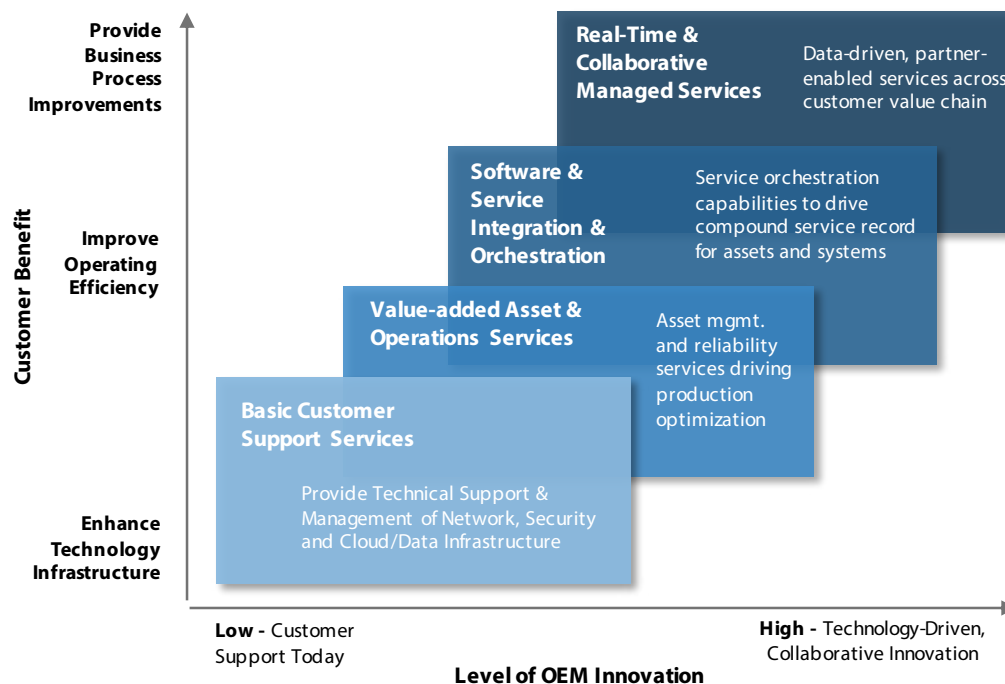 Provide
Business
Process
Improvements
Real-Time &
Collaborative
Managed Services
Data-driven, partner-
enabled services across
customer value chain
Software &
Service
Integration &
Orchestration
Service orchestration
capabilities to drive
compound service record
for assets and systems
Customer Benefit
Improve
Operating
Efficiency
Value-added Asset &
Operations Services
Asset mgmt.
and reliability
services driving
production
optimization
Basic Customer
Support Services
Provide Technical Support &
Management of Network, Security
and Cloud/Data Infrastructure
Enhance
Technology
Infrastructure
Low - Customer
Support Today
High - Technology-Driven,
Collaborative Innovation
Level of OEM Innovation